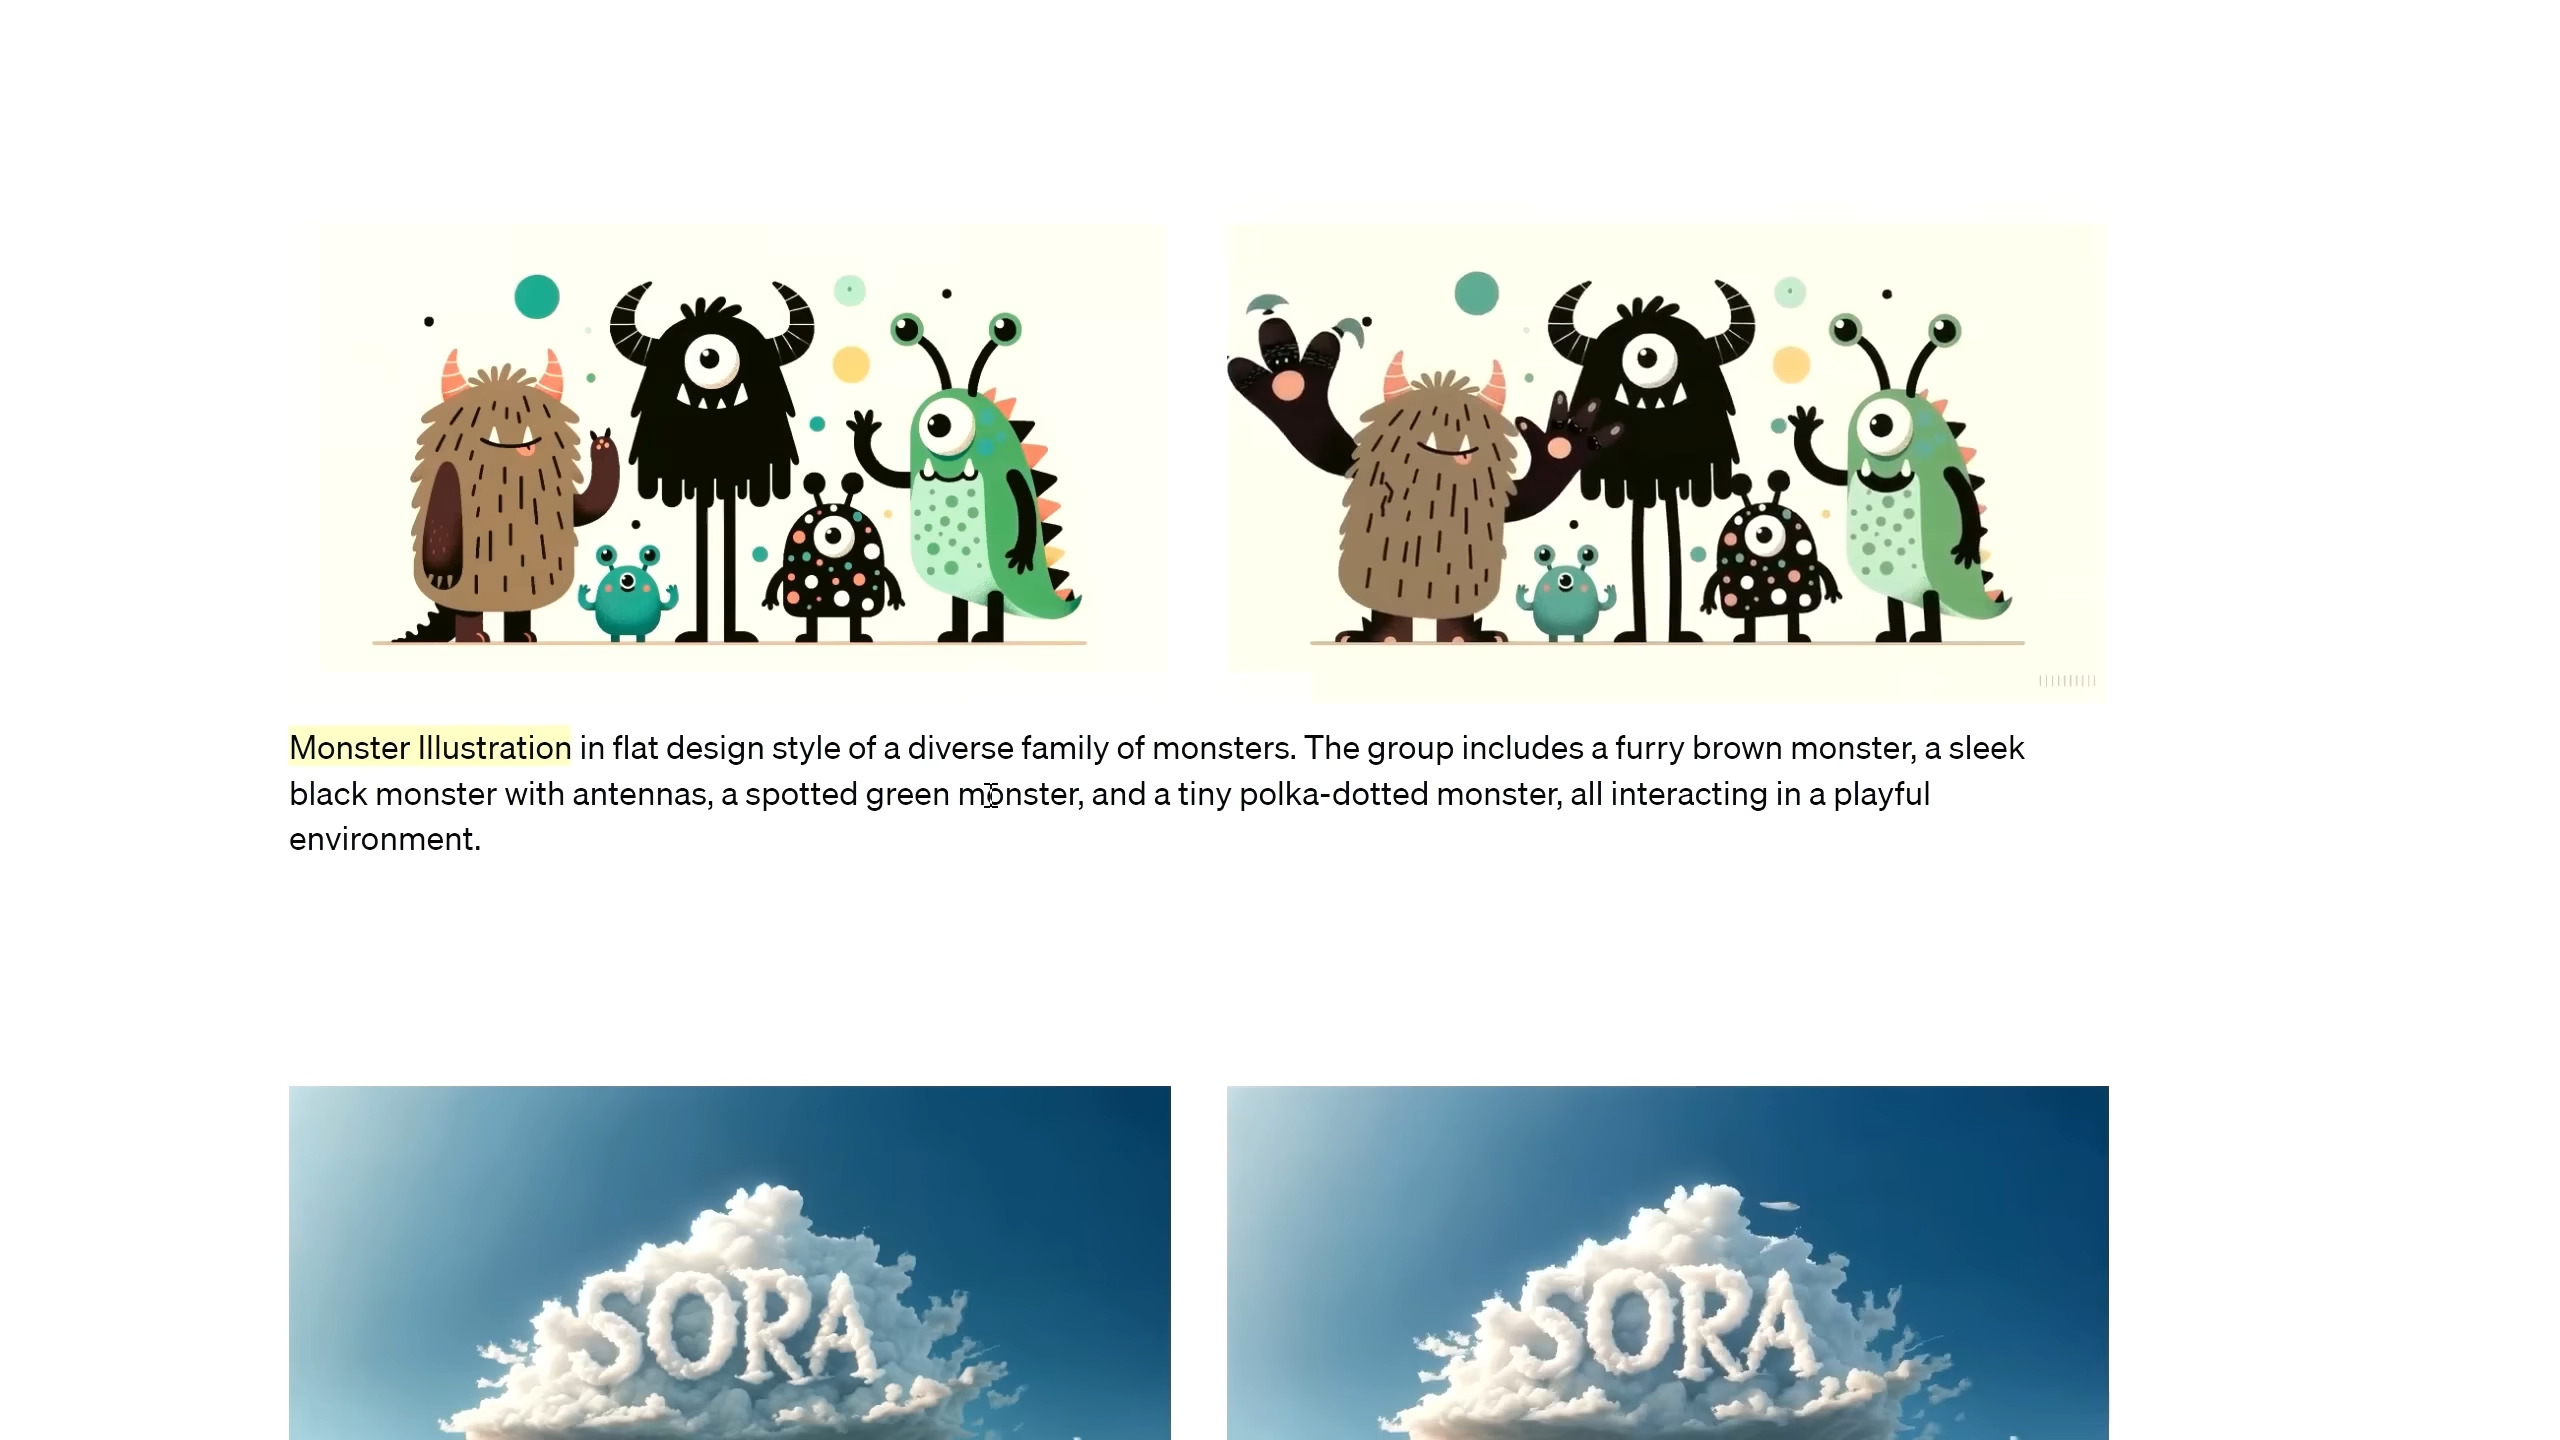 Monster Illustration in flat design style of a diverse family of monsters. The group includes a furry brown monster, a sleek
black monster with antennas, a spotted green monster, and a tiny polka-dotted monster, all interacting in a playful
environment.
SORA
SORA